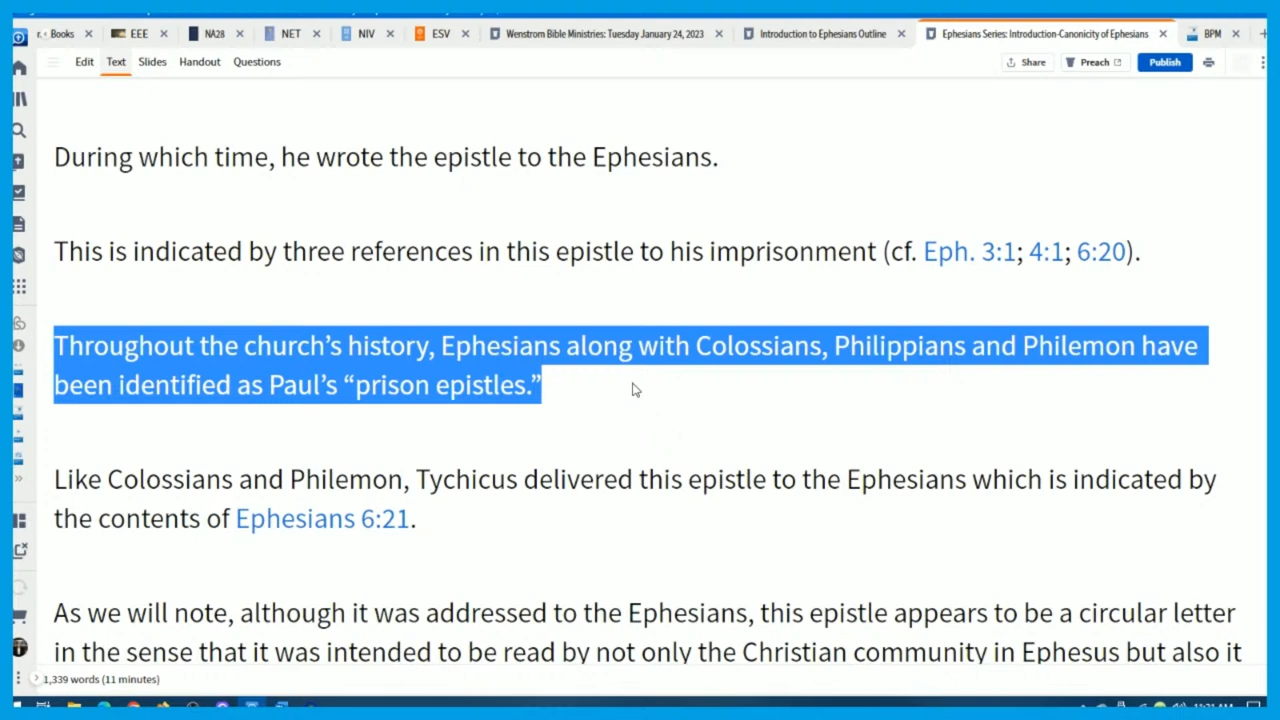 Books EEE NA28 NET NIV ESV Wenstrom Bible Ministries: Tuesday January 24, 2023 Introduction to Ephesians Outline Ephesians Series: Introduction-Canonicity of Ephesians BPM
Edit Text Slides Handout Questions Share Preach Publish
During which time, he wrote the epistle to the Ephesians.
This is indicated by three references in this epistle to his imprisonment (cf. Eph. 3:1; 4:1; 6:20).
Throughout the church’s history, Ephesians along with Colossians, Philippians and Philemon have
been identified as Paul’s “prison epistles.”
Like Colossians and Philemon, Tychicus delivered this epistle to the Ephesians which is indicated by
the contents of Ephesians 6:21.
As we will note, although it was addressed to the Ephesians, this epistle appears to be a circular letter
in the sense that it was intended to be read by not only the Christian community in Ephesus but also it
1,339 words (11 minutes)